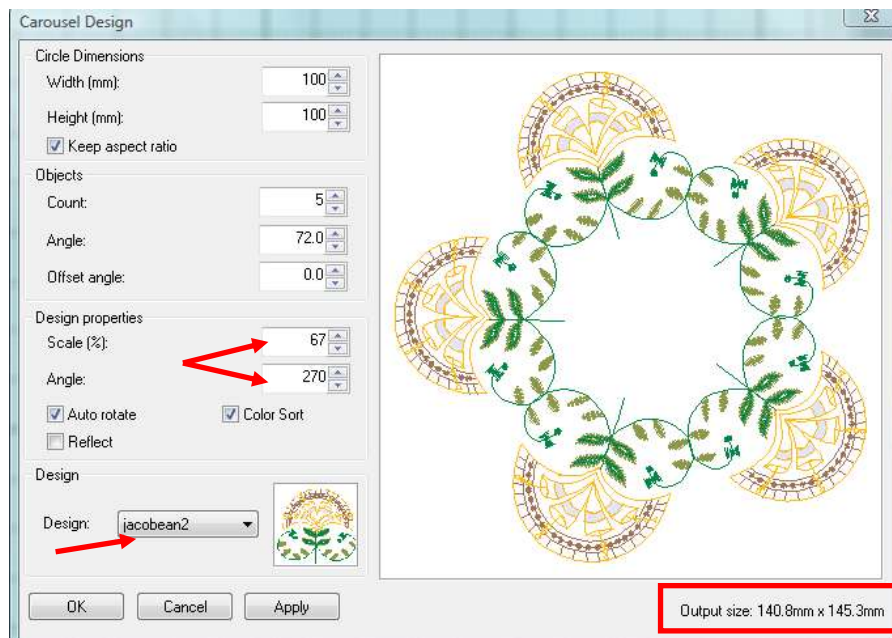 Carousel Design
Circle Dimensions
Width (mm): 100
Height (mm): 100
Keep aspect ratio
Objects
Count: 5
Angle: 72.0
Offset angle: 0.0
Design properties
Scale (%): 67
Angle: 270
Auto rotate Color Sort
Reflect
Design
Design: jacobean2
OK Cancel Apply
Output size: 140.8mm x 145.3mm